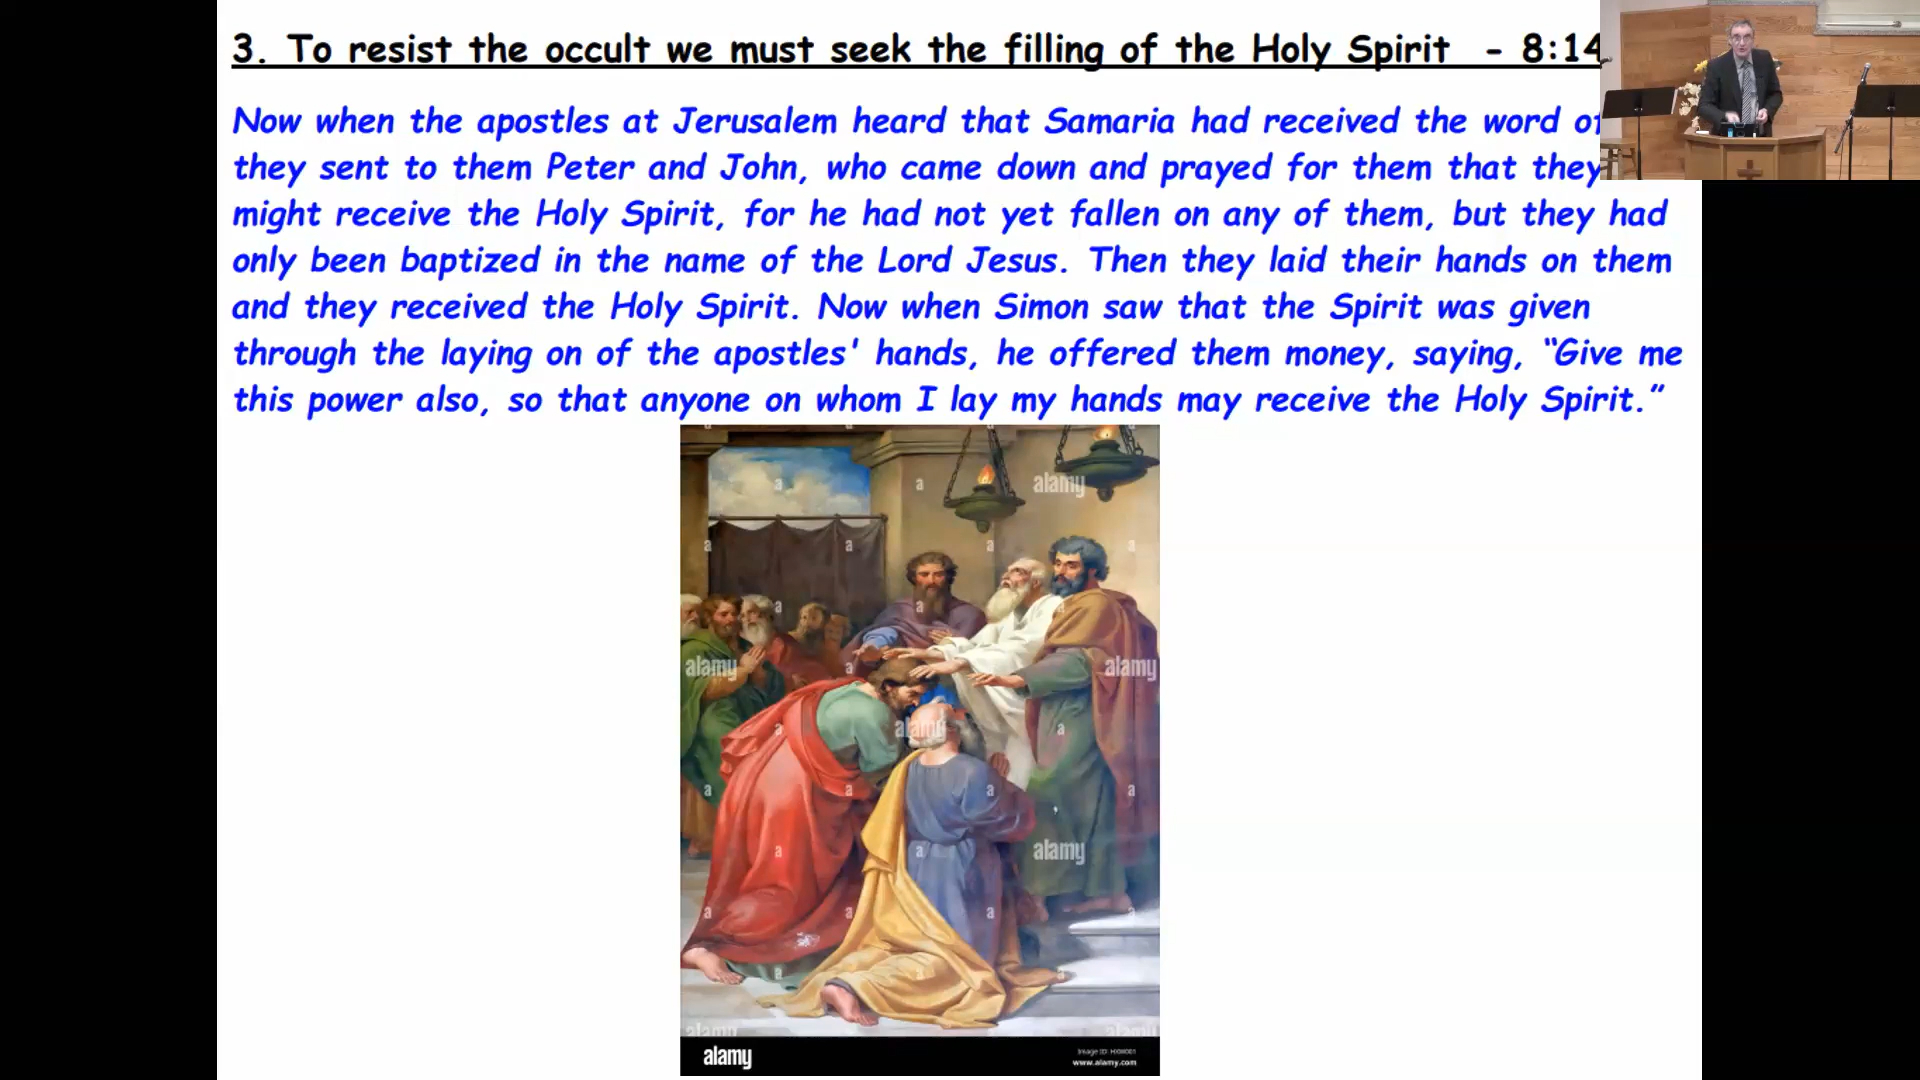 3. To resist the occult we must seek the filling of the Holy Spirit - 8:14
Now when the apostles at Jerusalem heard that Samaria had received the word of
they sent to them Peter and John, who came down and prayed for them that they
might receive the Holy Spirit, for he had not yet fallen on any of them, but they had
only been baptized in the name of the Lord Jesus. Then they laid their hands on them
and they received the Holy Spirit. Now when Simon saw that the Spirit was given
through the laying on of the apostles' hands, he offered them money, saying, “Give me
this power also, so that anyone on whom I lay my hands may receive the Holy Spirit.”
alamy
alamy
alamy
alamy
alamy
alamy
alamy
alamy
Image ID:
www.alamy.com